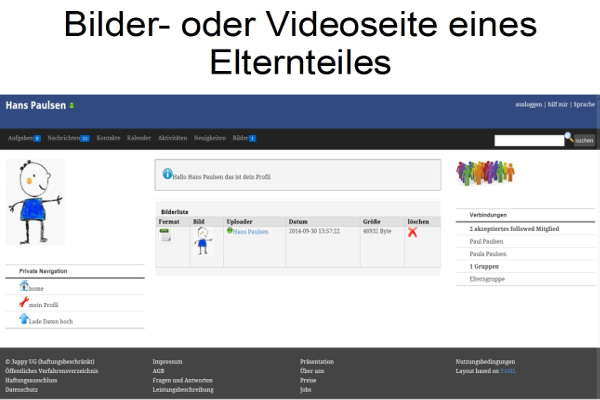 Bilder- oder Videoseite eines
Elternteiles
Hans Paulsen
ausloggen | hilf mir | Sprache
Aufgaben Nachrichten Kontakte Kalender Aktivitäten Neuigkeiten Bilder
suchen
Hallo Hans Paulsen das ist dein Profil
Bilderliste
Format Bild Uploader Datum Größe löschen
Hans Paulsen 2014-09-30 13:57:22 46932 Byte
Private Navigation
home
mein Profil
Lade Daten hoch
Verbindungen
2 akzeptiertes followed Mitglied
Paul Paulsen
Paula Paulsen
1 Gruppen
Elterngruppe
© 3appy UG (haftungsbeschränkt)
Öffentliches Verfahrensverzeichnis
Haftungsausschluss
Datenschutz
Impressum
AGB
Fragen und Antworten
Leistungsbeschreibung
Präsentation
Über uns
Preise
Jobs
Nutzungsbedingungen
Layout based on YAML